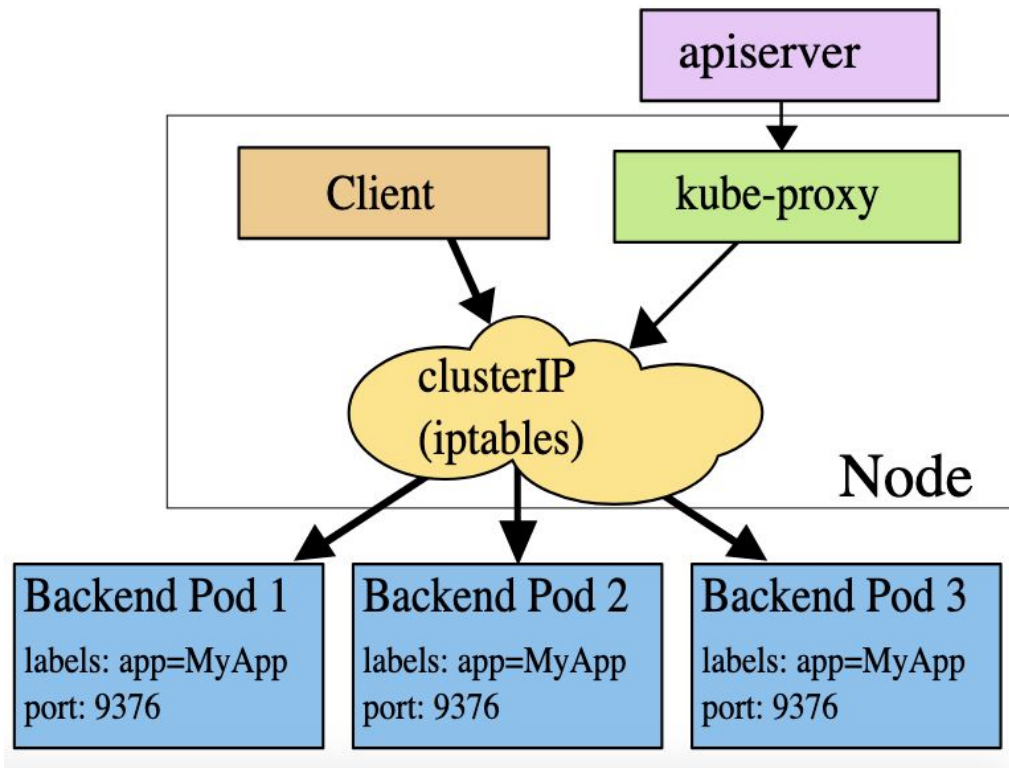 apiserver
Client
kube-proxy
clusterIP
(iptables)
Node
Backend Pod 1
labels: app=MyApp
port: 9376
Backend Pod 2
labels: app=MyApp
port: 9376
Backend Pod 3
labels: app=MyApp
port: 9376